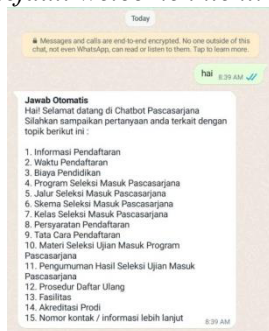 Today
Messages and calls are end-to-end encrypted. No one outside of this
chat, not even WhatsApp, can read or listen to them. Tap to learn more.
hai 8:39 AM
Jawab Otomatis
Hai! Selamat datang di Chatbot Pascasarjana
Silahkan sampaikan pertanyaan anda terkait dengan
topik berikut ini :
1. Informasi Pendaftaran
2. Waktu Pendaftaran
3. Biaya Pendidikan
4. Program Seleksi Masuk Pascasarjana
5. Jalur Seleksi Masuk Pascasarjana
6. Skema Seleksi Masuk Pascasarjana
7. Kelas Seleksi Masuk Pascasarjana
8. Persyaratan Pendaftaran
9. Tata Cara Pendaftaran
10. Materi Seleksi Ujian Masuk Program
Pascasarjana
11. Pengumuman Hasil Seleksi Ujian Masuk
Pascasarjana
12. Prosedur Daftar Ulang
13. Fasilitas
14. Akreditasi Prodi
15. Nomor kontak / informasi lebih lanjut
8:39 AM